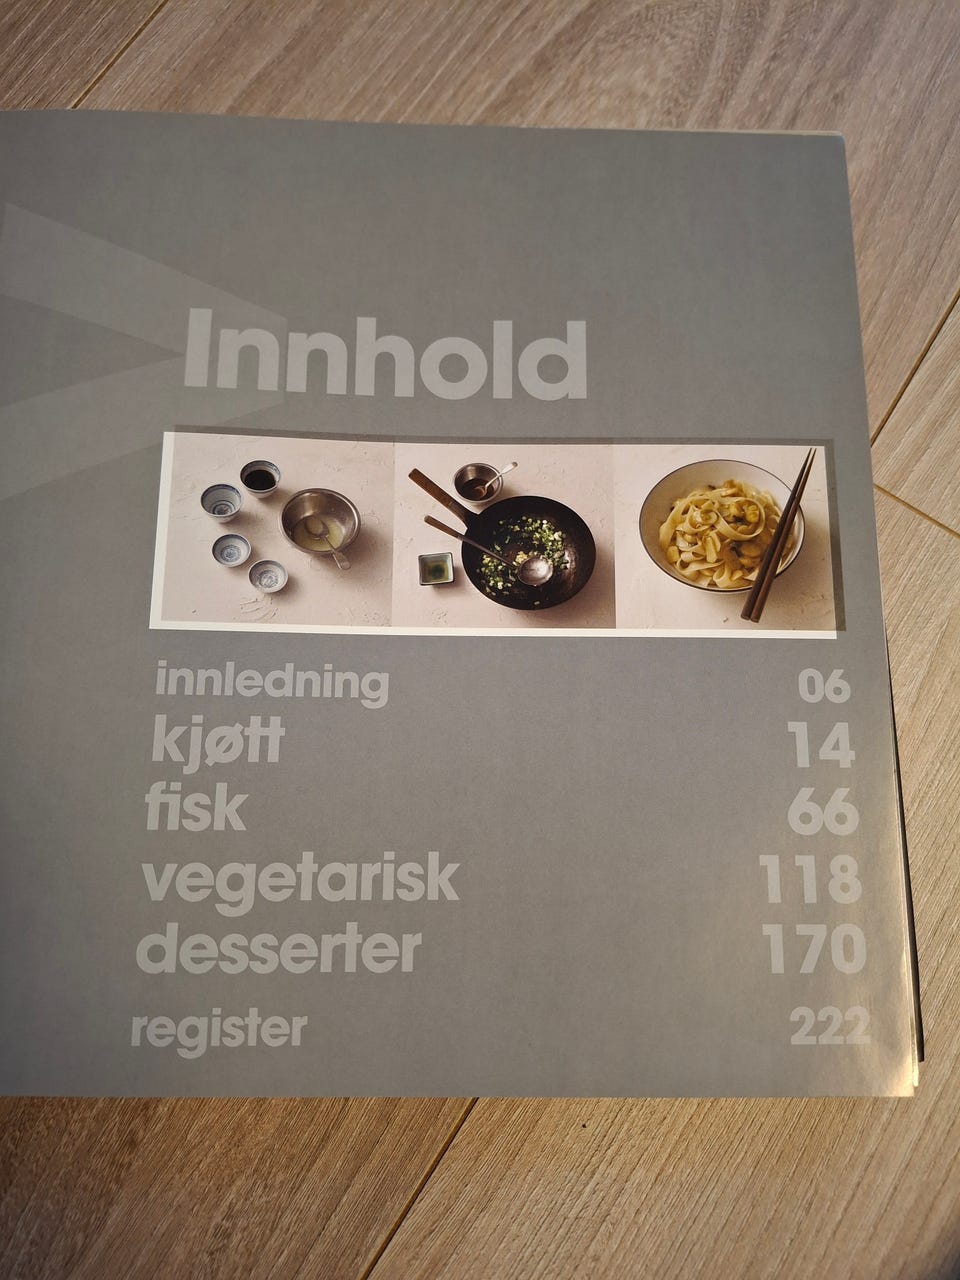 Innhold
innledning 06
kjøtt 14
fisk 66
vegetarisk 118
desserter 170
register 222